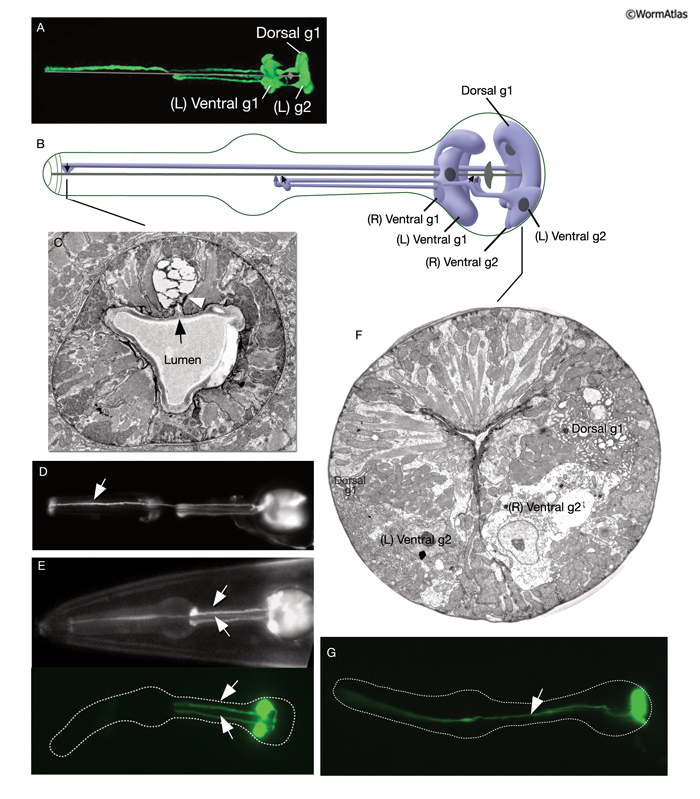 ©WormAtlas
A
Dorsal g1
(L) Ventral g1
(L) g2
B
Dorsal g1
(R) Ventral g1
(L) Ventral g1
(R) Ventral g2
(L) Ventral g2
C
Lumen
F
Dorsal g1
Dorsal
g1
(R) Ventral g2
(L) Ventral g2
D
E
G